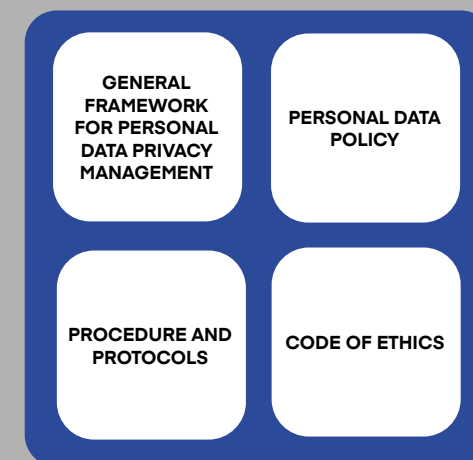 GENERAL
FRAMEWORK
FOR PERSONAL
DATA PRIVACY
MANAGEMENT
PERSONAL DATA
POLICY
PROCEDURE AND
PROTOCOLS
CODE OF ETHICS